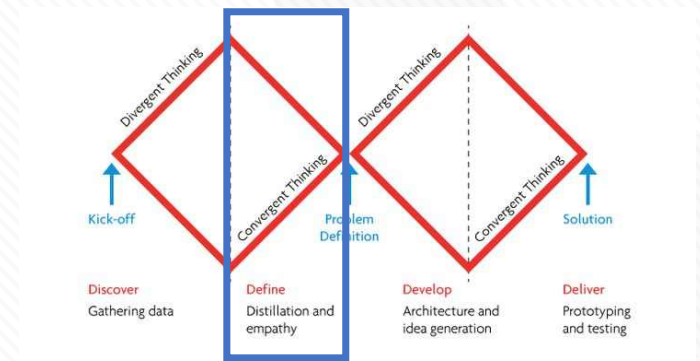 Divergent Thinking
Convergent Thinking
Divergent Thinking
Convergent Thinking
Kick-off
Problem
Definition
Solution
Discover
Gathering data
Define
Distillation and
empathy
Develop
Architecture and
idea generation
Deliver
Prototyping
and testing